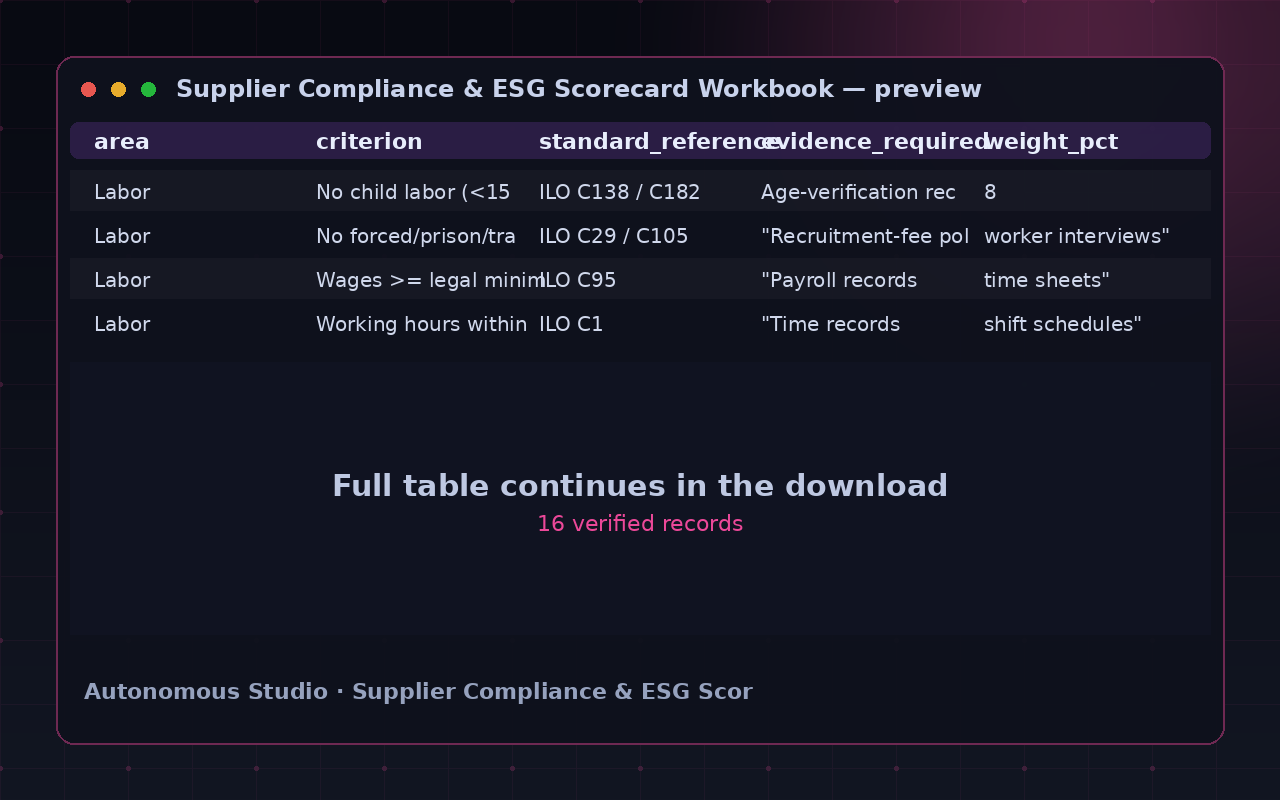 Supplier Compliance & ESG Scorecard Workbook — preview
area criterion standard_reference evidence_required weight_pct
Labor No child labor (<15 ILO C138 / C182 Age-verification rec 8
Labor No forced/prison/tra ILO C29 / C105 "Recruitment-fee pol worker interviews"
Labor Wages >= legal minim ILO C95 "Payroll records time sheets"
Labor Working hours within ILO C1 "Time records shift schedules"
Full table continues in the download
16 verified records
Autonomous Studio · Supplier Compliance & ESG Scor